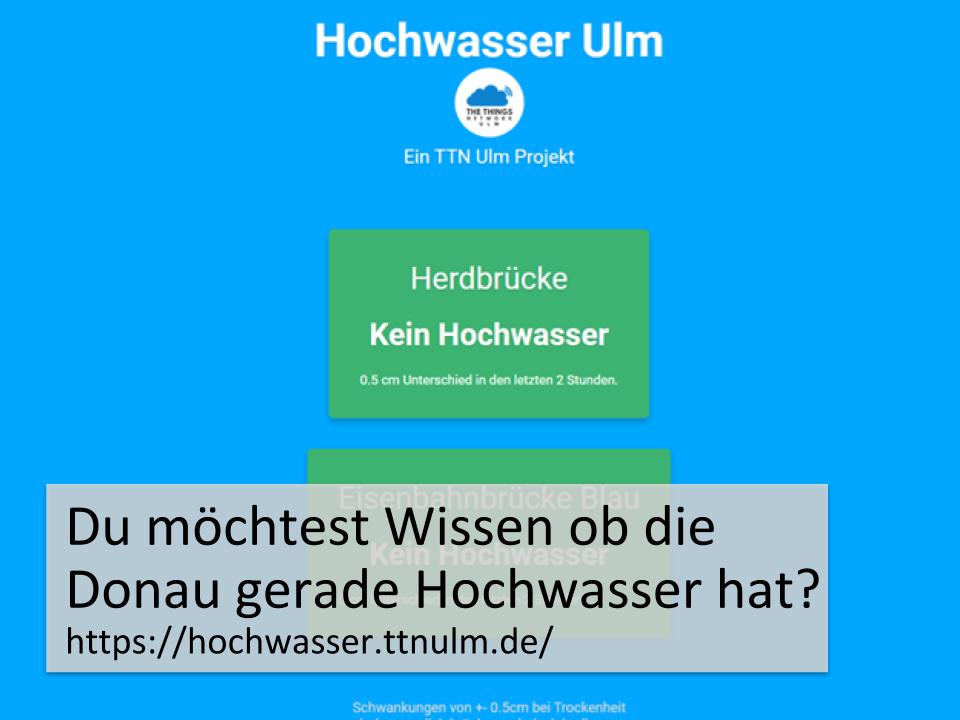 Hochwasser Ulm
THE THINGS
NETWORK
ULM
Ein TTN Ulm Projekt
Herdbrücke
Kein Hochwasser
0.5 cm Unterschied in den letzten 2 Stunden.
Eisenbahnbrücke Blau
Kein Hochwasser
Du möchtest Wissen ob die
Donau gerade Hochwasser hat?
https://hochwasser.ttnulm.de/
Schwankungen von +- 0.5cm bei Trockenheit